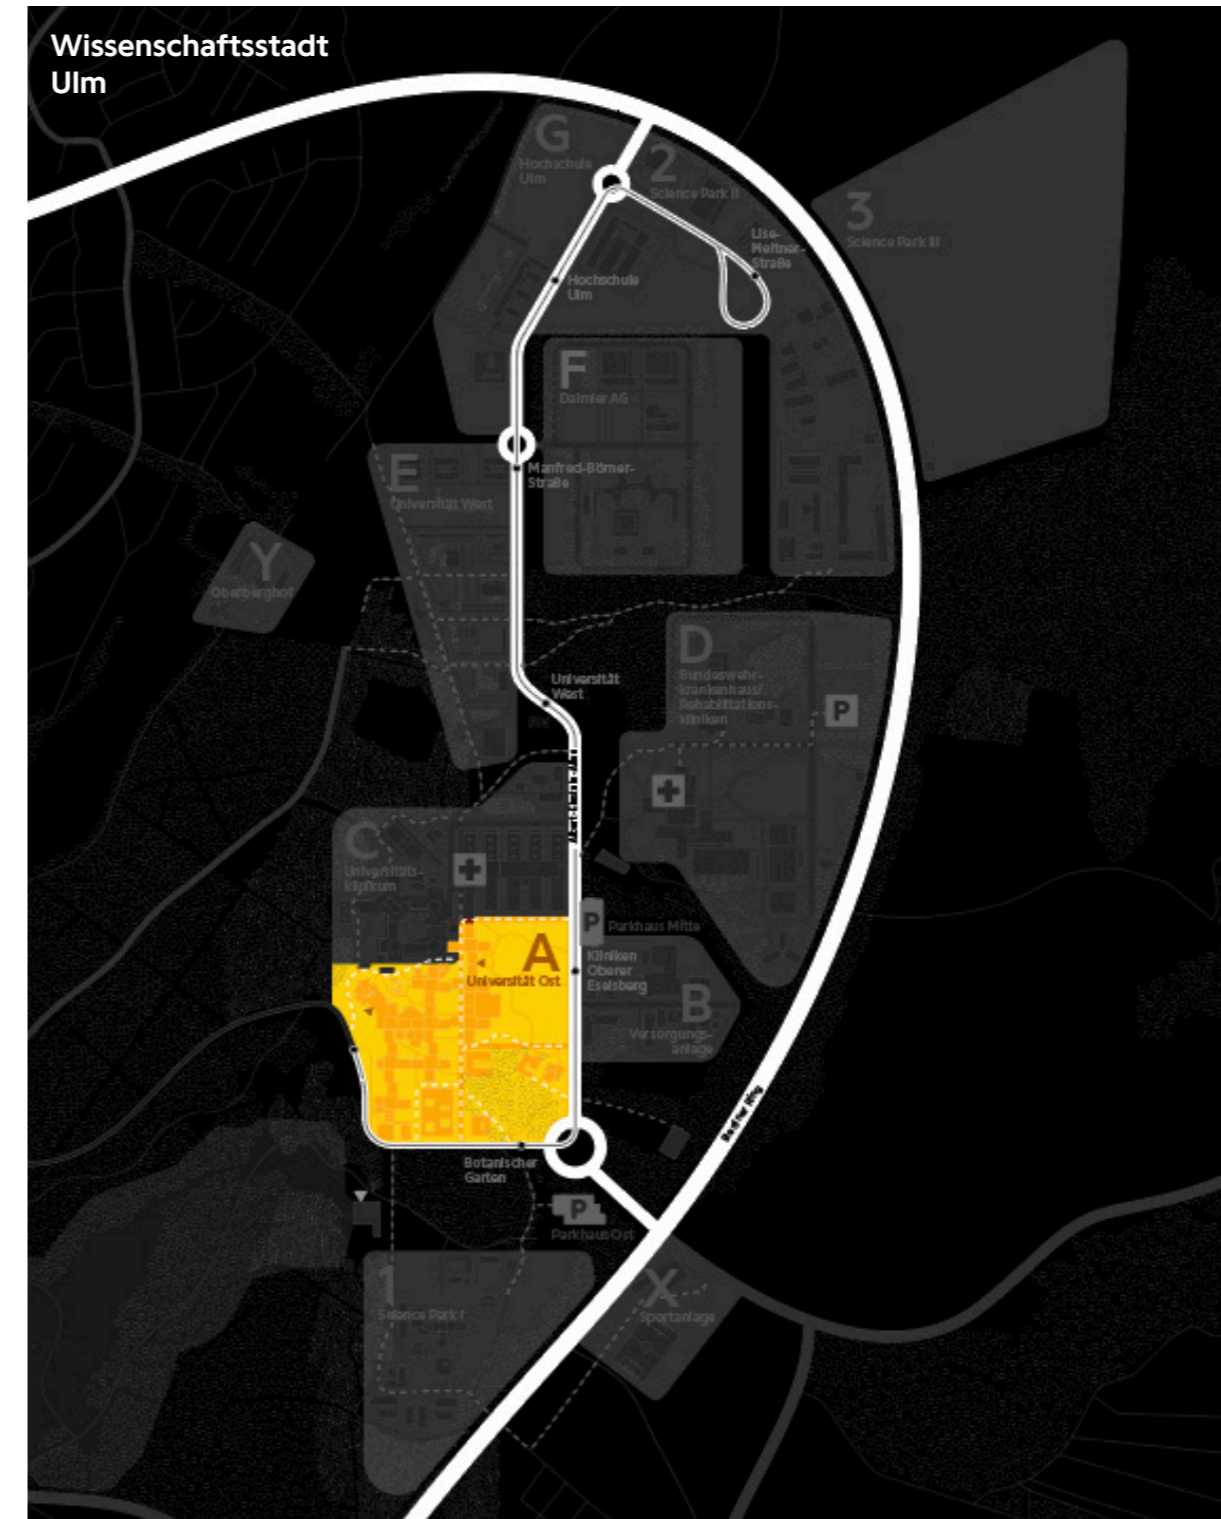 Wissenschaftsstadt
Ulm
G
Hochschule
Ulm
2
Science Park II
3
Science Park III
Lise-
Meitner-
Straße
Hochschule
Ulm
F
Daimler AG
E
Universität West
Manfred-Börner-
Straße
Y
Oberberghof
D
Bundeswehr-
krankenhaus/
Rehabilitations-
kliniken
P
Universität
West
C
Universitäts-
klinikum
P
Parkhaus Mitte
A
Universität Ost
Kliniken
Oberer
Eselsberg
B
Versorgungs-
anlage
Berliner Ring
Botanischer
Garten
P
Parkhaus Ost
1
Science Park I
X
Sportanlage